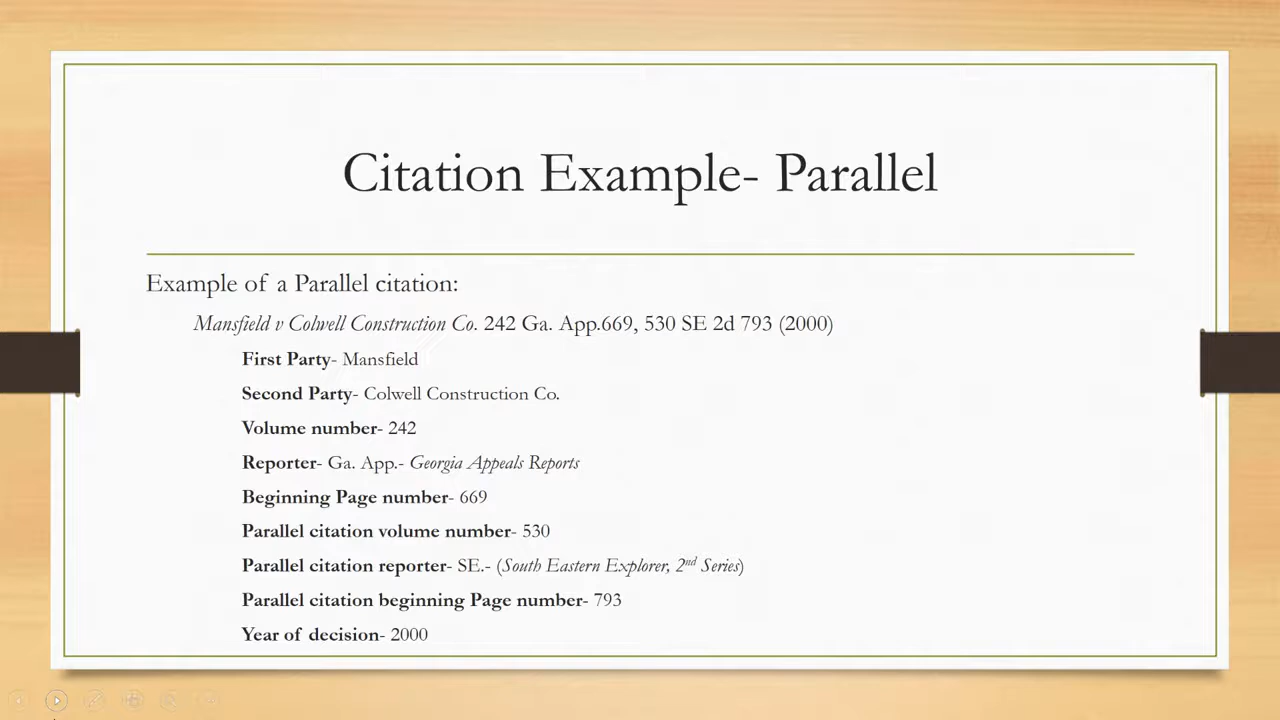 Citation Example- Parallel
Example of a Parallel citation:
Mansfield v Colwell Construction Co. 242 Ga. App.669, 530 SE 2d 793 (2000)
First Party- Mansfield
Second Party- Colwell Construction Co.
Volume number- 242
Reporter- Ga. App.- Georgia Appeals Reports
Beginning Page number- 669
Parallel citation volume number- 530
Parallel citation reporter- SE.- (South Eastern Explorer, 2nd Series)
Parallel citation beginning Page number- 793
Year of decision- 2000